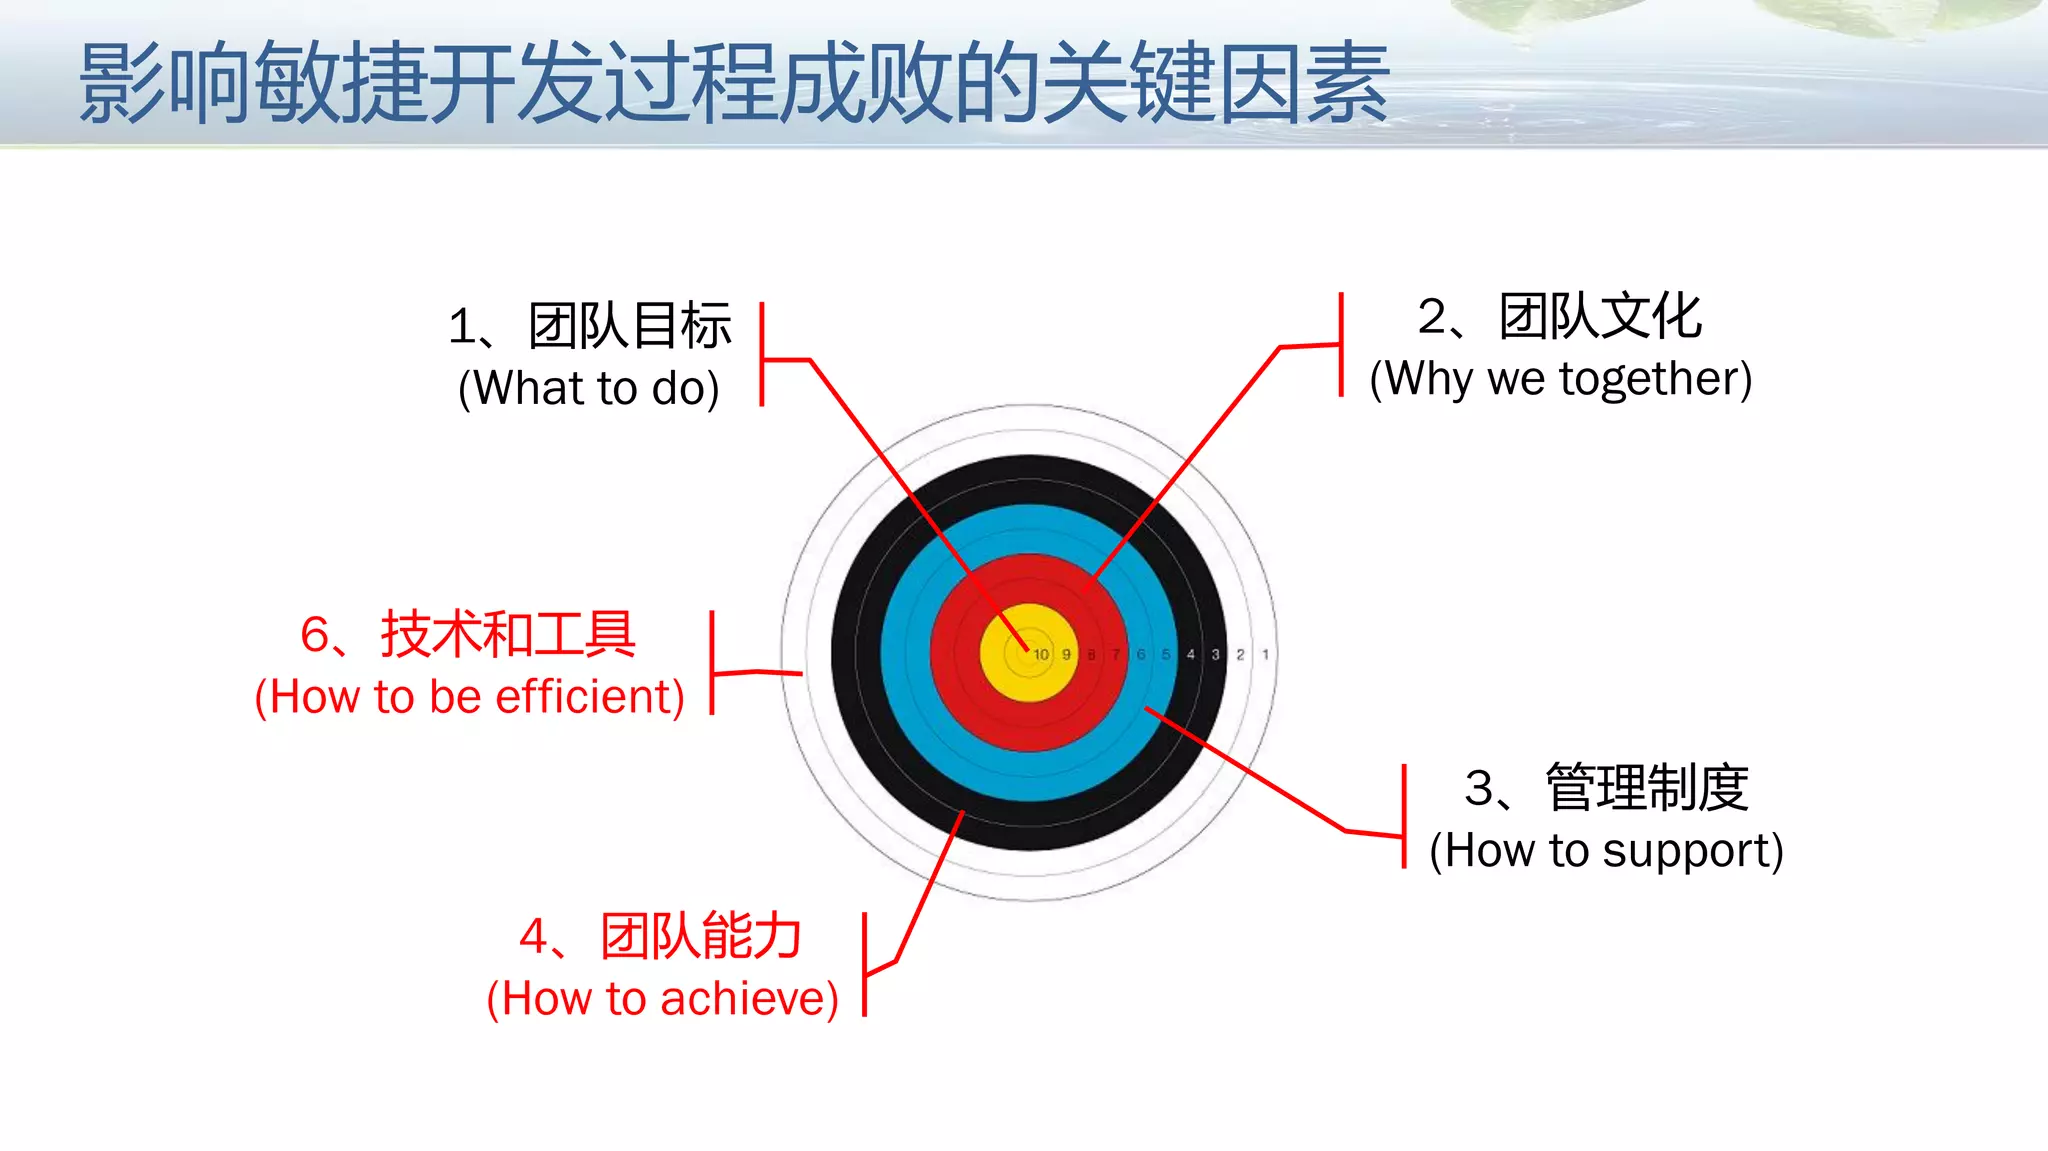 影响敏捷开发过程成败的关键因素
1、团队目标
(What to do)
2、团队文化
(Why we together)
6、技术和工具
(How to be efficient)
10 9 8 7 6 5 4 3 2 1
3、管理制度
(How to support)
4、团队能力
(How to achieve)